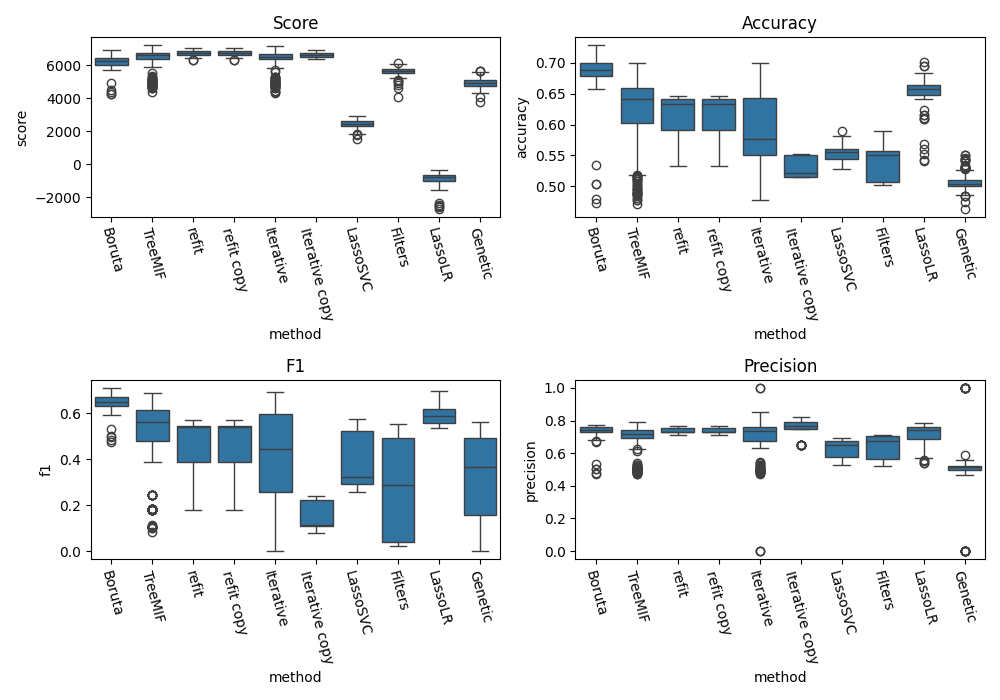 Score
score
6000
4000
2000
0
−2000
Boruta
TreeMIF
refit
refit copy
Iterative
Iterative copy
LassoSVC
Filters
LassoLR
Genetic
method
Accuracy
accuracy
0.70
0.65
0.60
0.55
0.50
Boruta
TreeMIF
refit
refit copy
Iterative
Iterative copy
LassoSVC
Filters
LassoLR
Genetic
method
F1
f1
0.6
0.4
0.2
0.0
Boruta
TreeMIF
refit
refit copy
Iterative
Iterative copy
LassoSVC
Filters
LassoLR
Genetic
method
Precision
precision
1.0
0.8
0.6
0.4
0.2
0.0
Boruta
TreeMIF
refit
refit copy
Iterative
Iterative copy
LassoSVC
Filters
LassoLR
Genetic
method